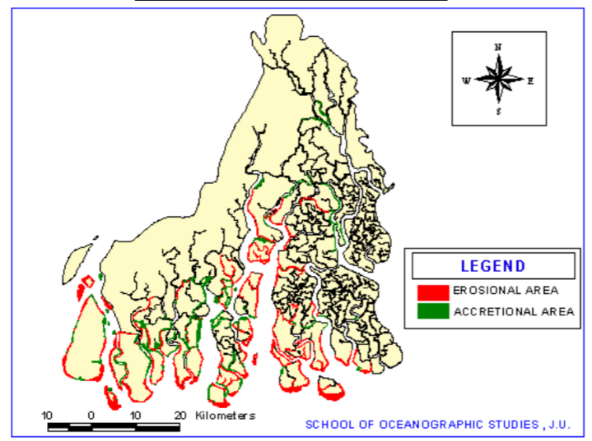 N
W E
S
LEGEND
EROSIONAL AREA
ACCRETIONAL AREA
10 0 10 20 Kilometers
SCHOOL OF OCEANOGRAPHIC STUDIES , J.U.